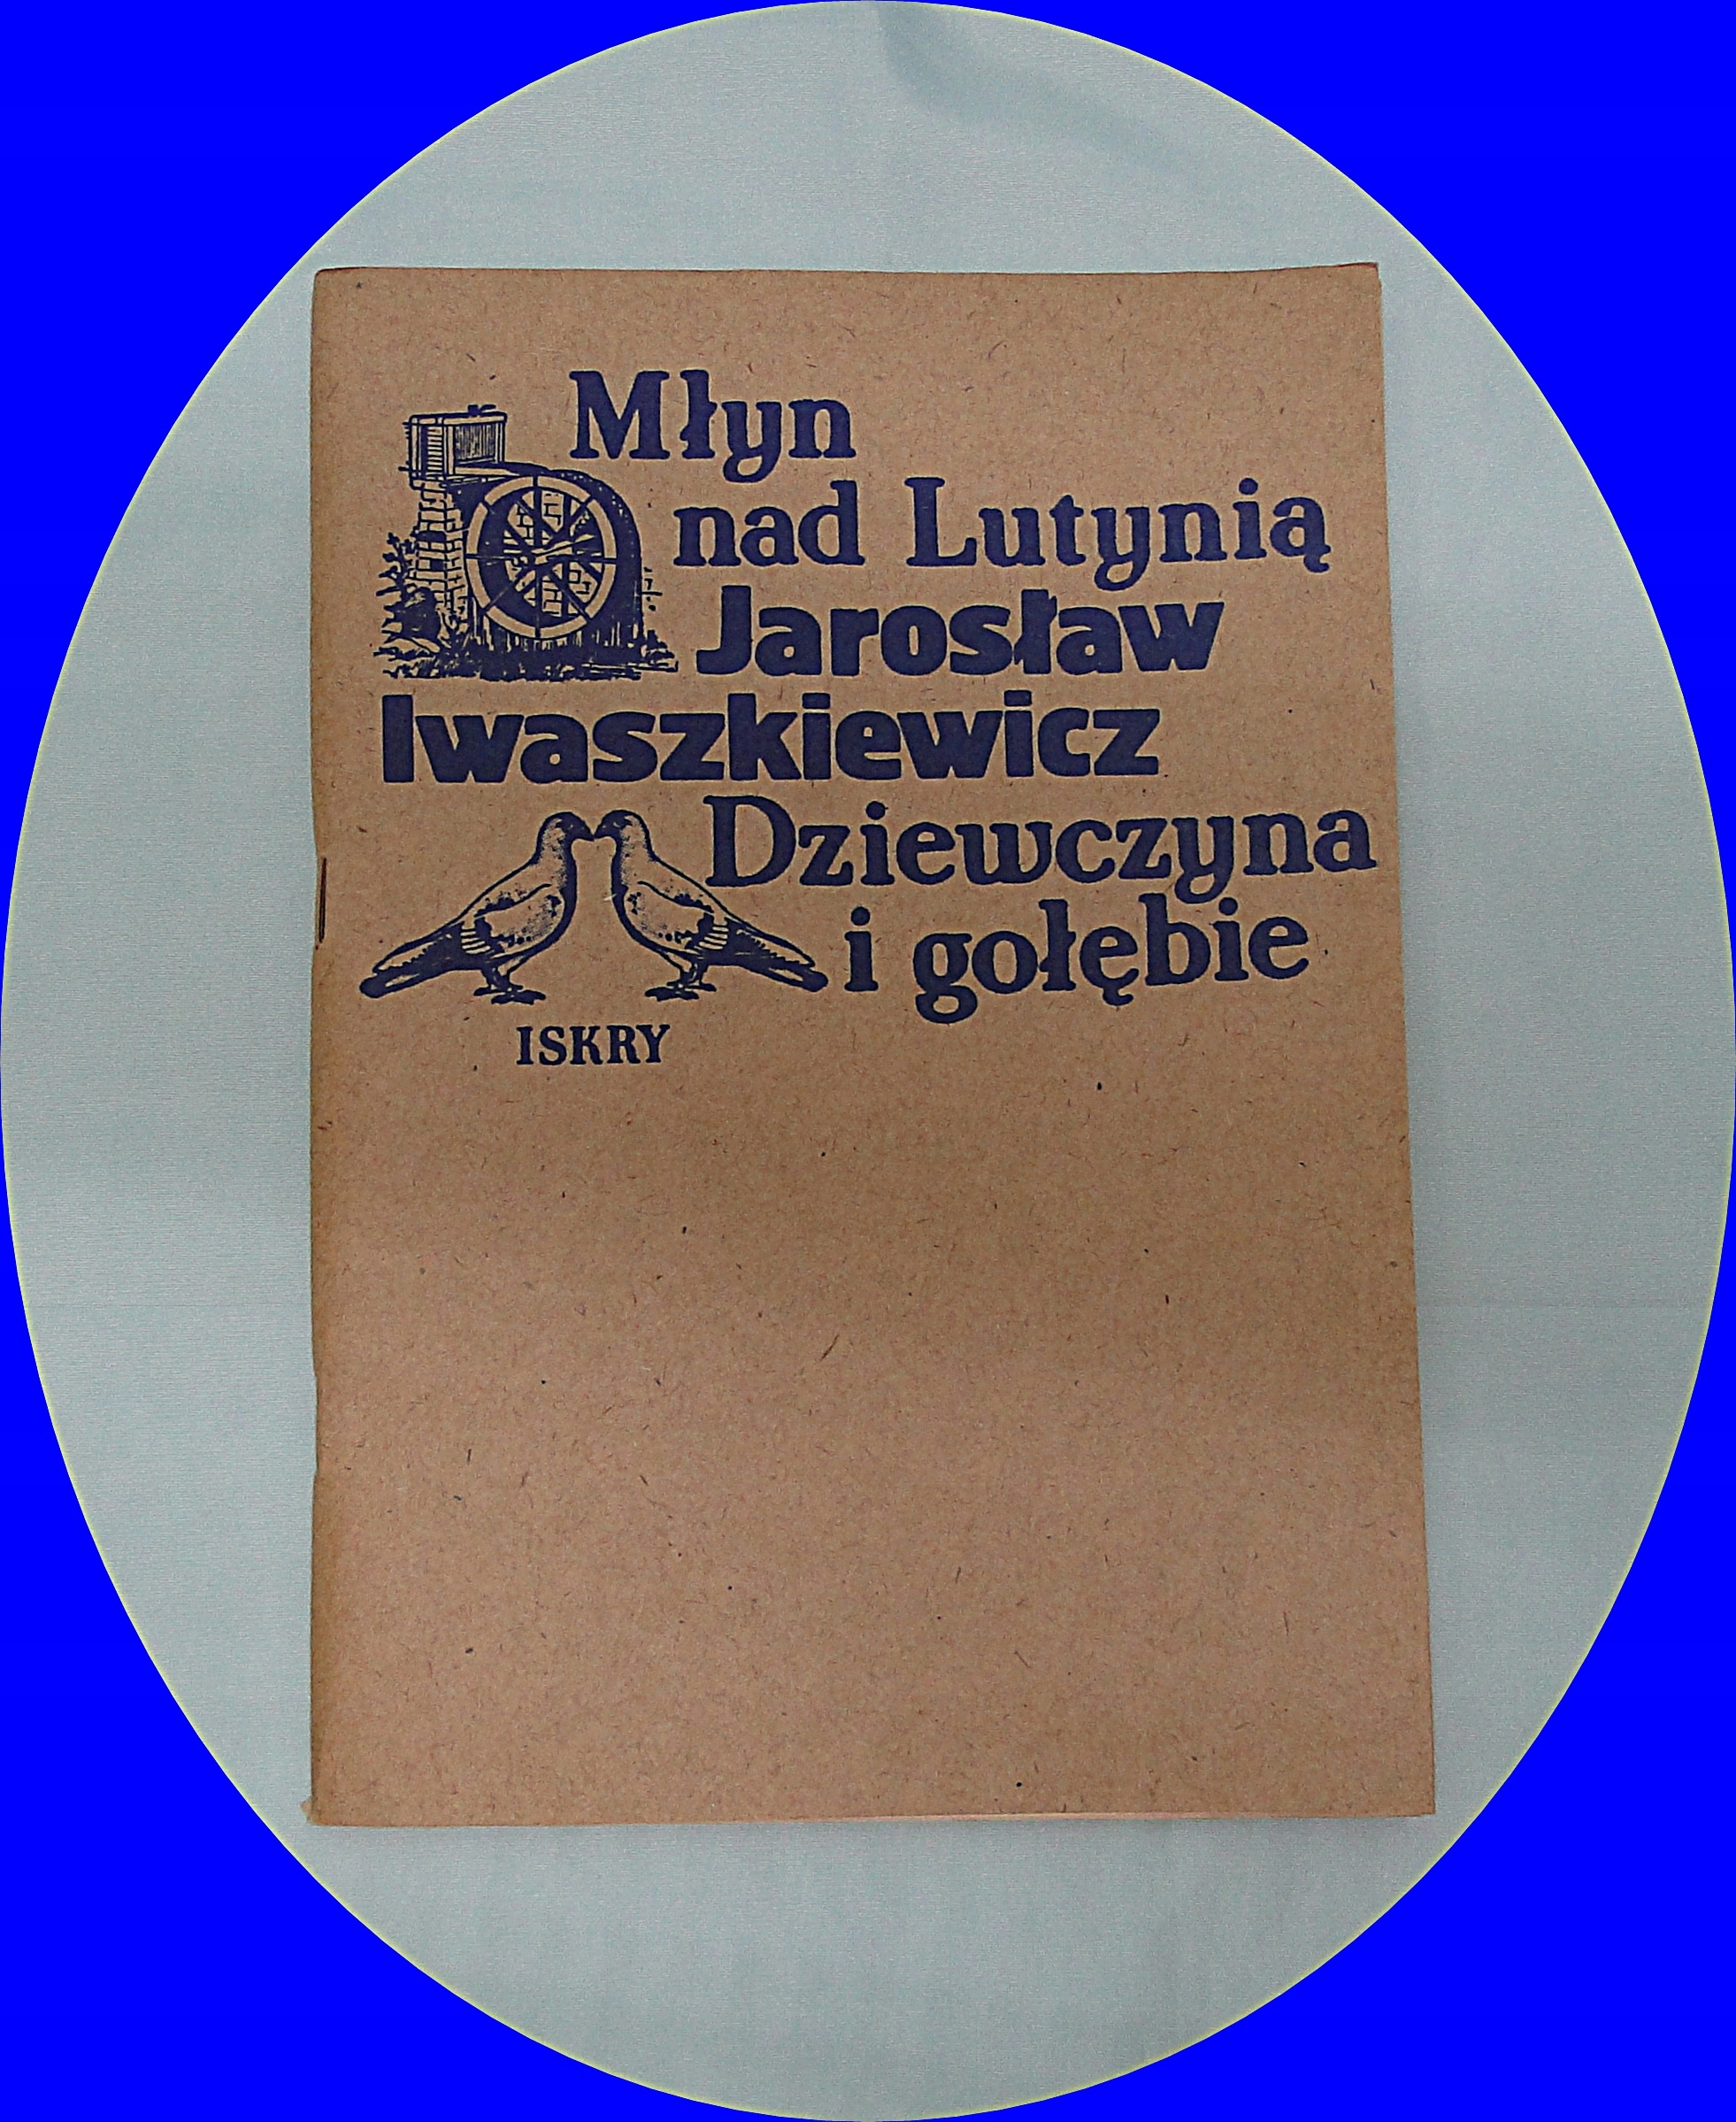 Młyn
nad Lutynią
Jarosław
Iwaszkiewicz
Dziewczyna
i gołębie
ISKRY